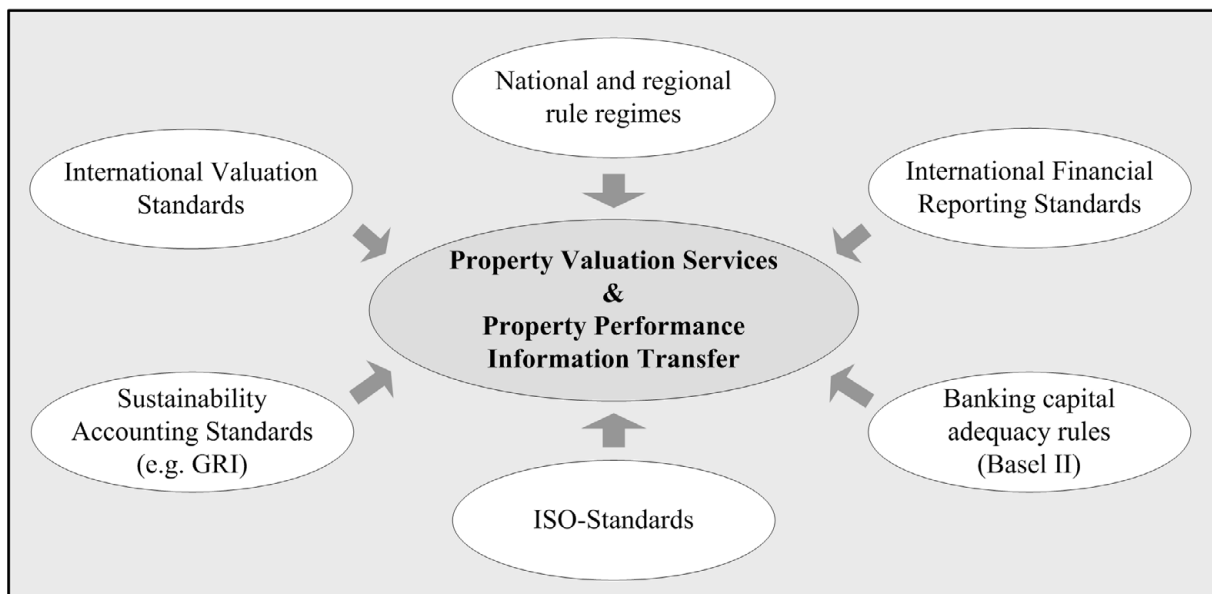 National and regional
rule regimes
International Valuation
Standards
International Financial
Reporting Standards
Property Valuation Services
&
Property Performance
Information Transfer
Sustainability
Accounting Standards
(e.g. GRI)
Banking capital
adequacy rules
(Basel II)
ISO-Standards